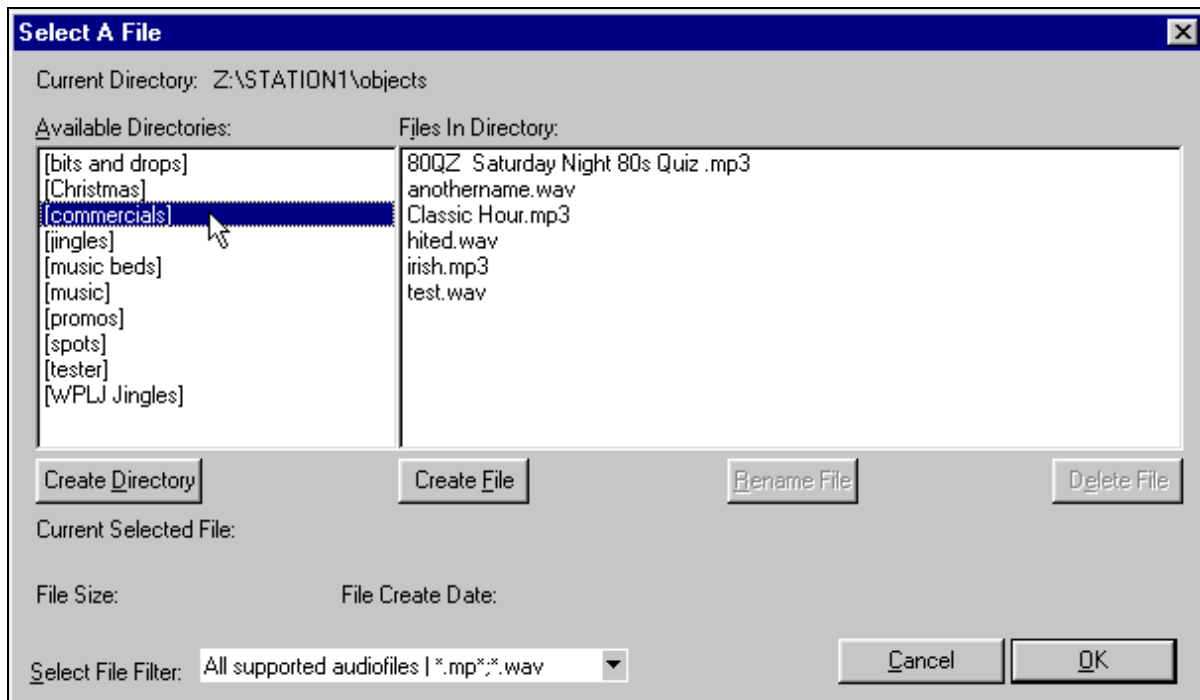 Select A File
Current Directory: Z:\STATION1\objects
Available Directories:
Files In Directory:
[bits and drops]
[Christmas]
[commercials]
[jingles]
[music beds]
[music]
[promos]
[spots]
[tester]
[WPLJ Jingles]
80QZ  Saturday Night 80s Quiz .mp3
anothername.wav
Classic Hour.mp3
hited.wav
irish.mp3
test.wav
Create Directory
Create File
Rename File
Delete File
Current Selected File:
File Size:
File Create Date:
Select File Filter: All supported audiofiles | *.mp*;*.wav
Cancel
OK